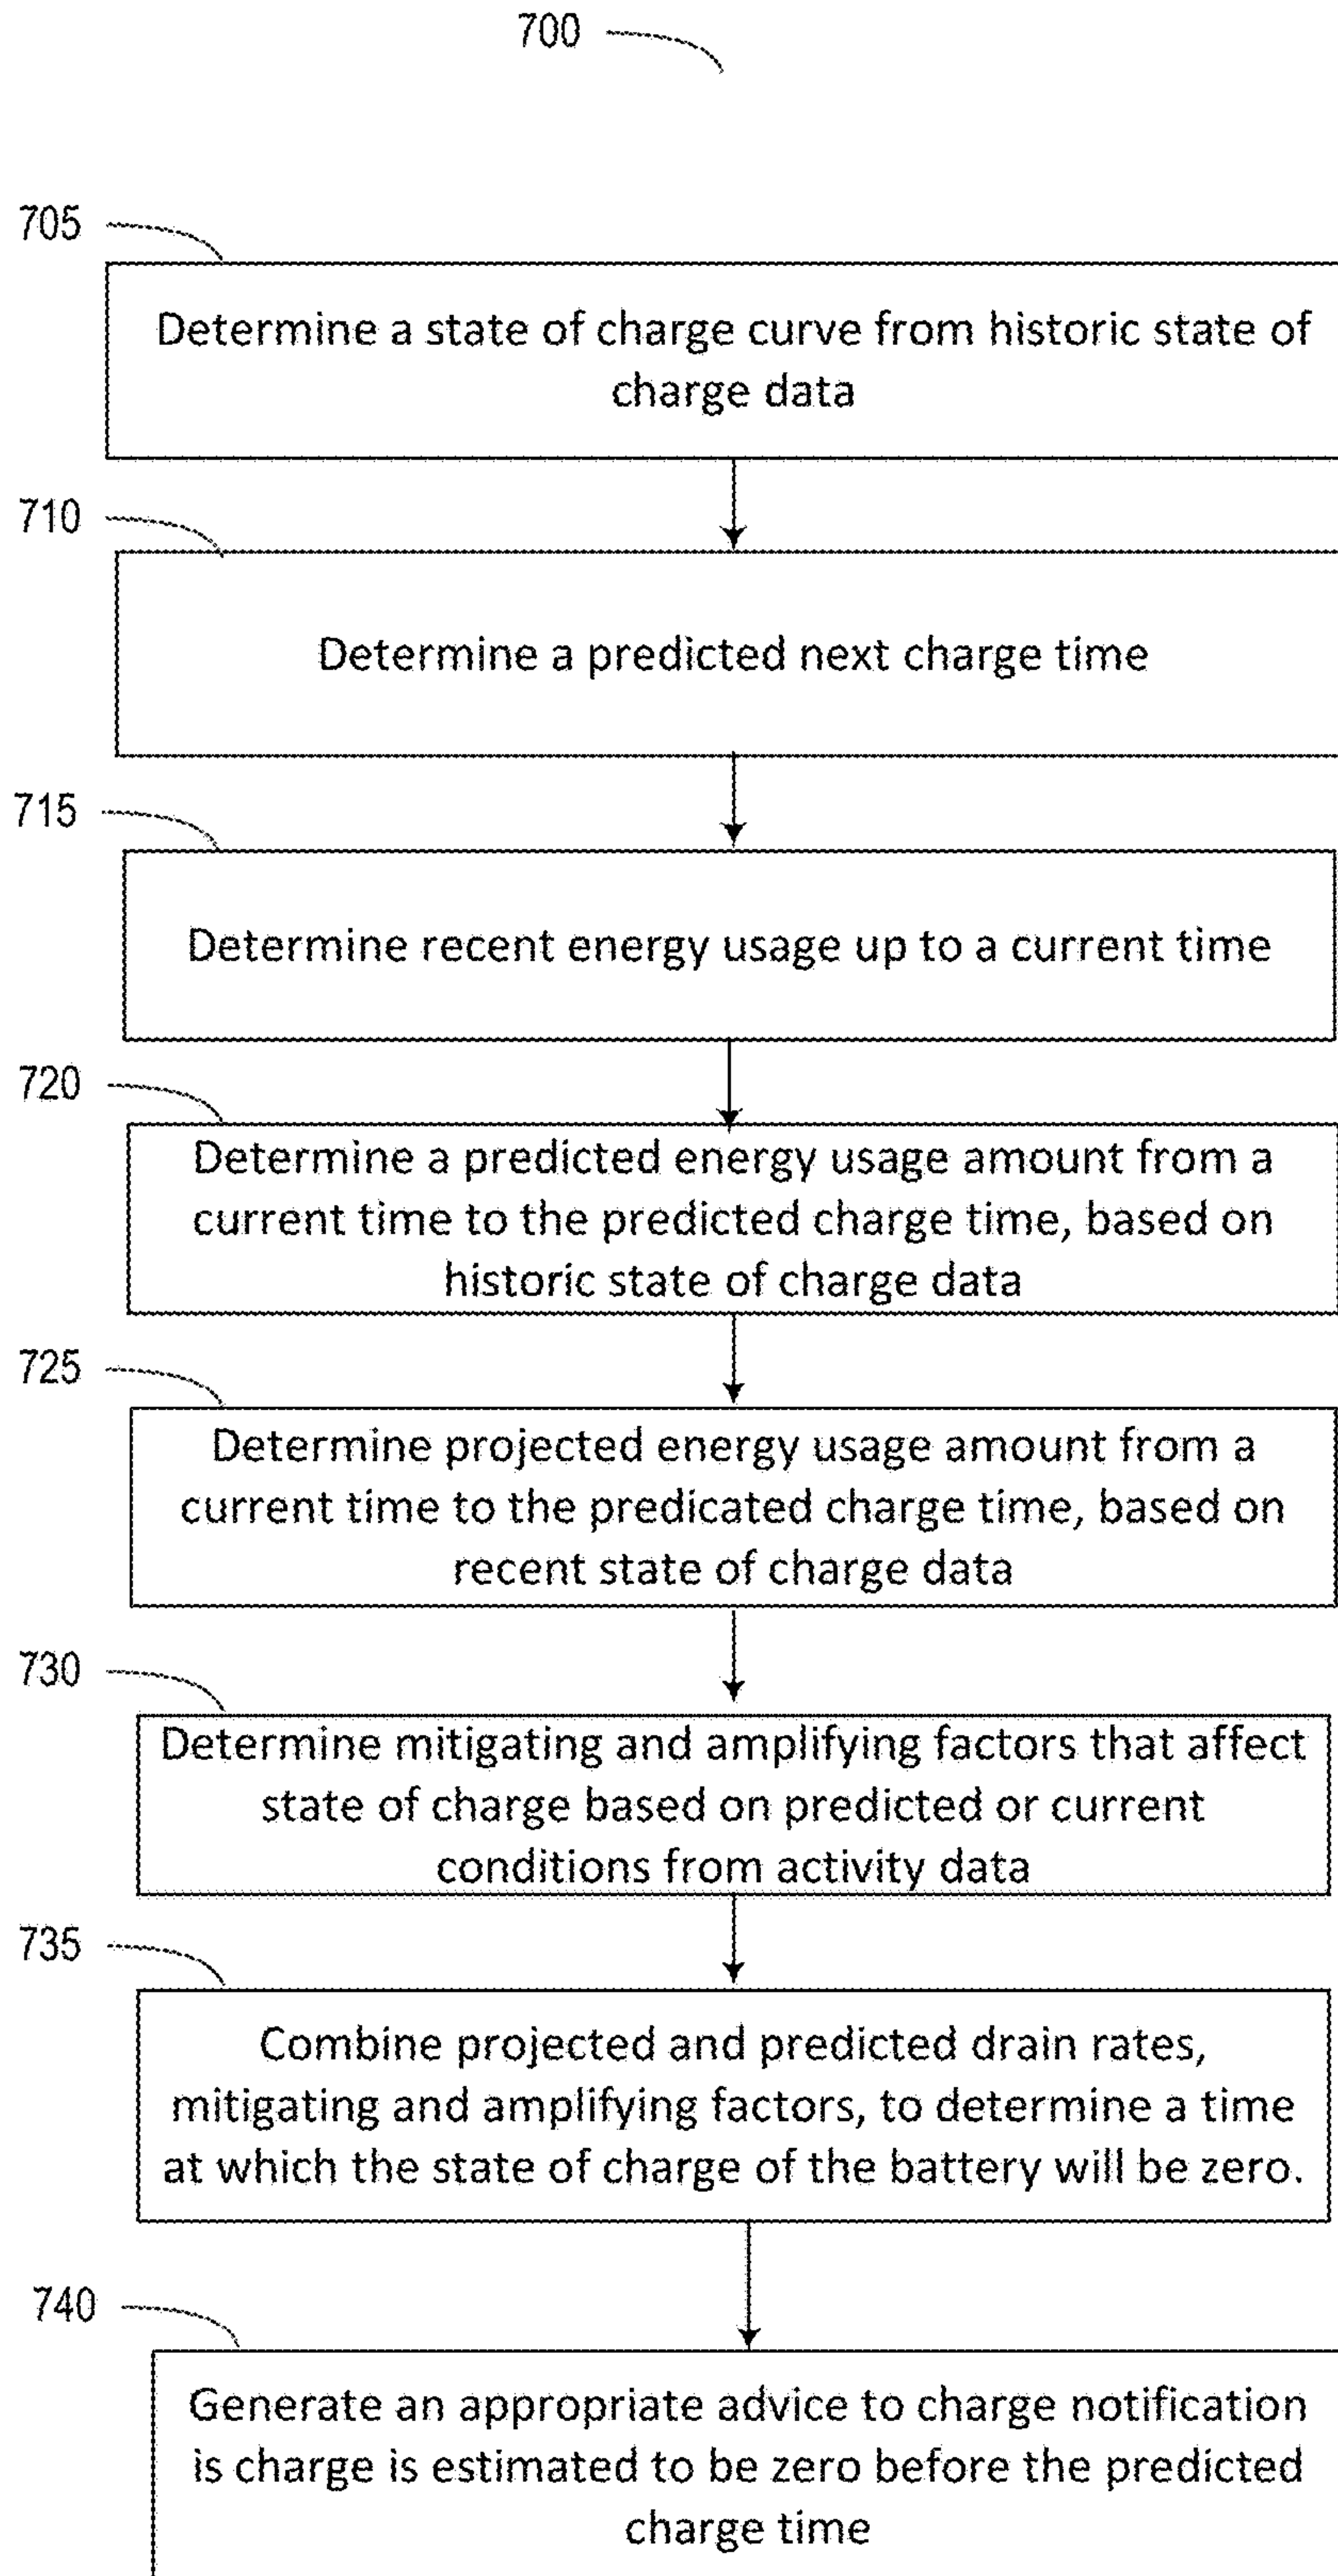 700
705
Determine a state of charge curve from historic state of
charge data
710
Determine a predicted next charge time
715
Determine recent energy usage up to a current time
720
Determine a predicted energy usage amount from a
current time to the predicted charge time, based on
historic state of charge data
725
Determine projected energy usage amount from a
current time to the predicated charge time, based on
recent state of charge data
730
Determine mitigating and amplifying factors that affect
state of charge based on predicted or current
conditions from activity data
735
Combine projected and predicted drain rates,
mitigating and amplifying factors, to determine a time
at which the state of charge of the battery will be zero.
740
Generate an appropriate advice to charge notification
is charge is estimated to be zero before the predicted
charge time